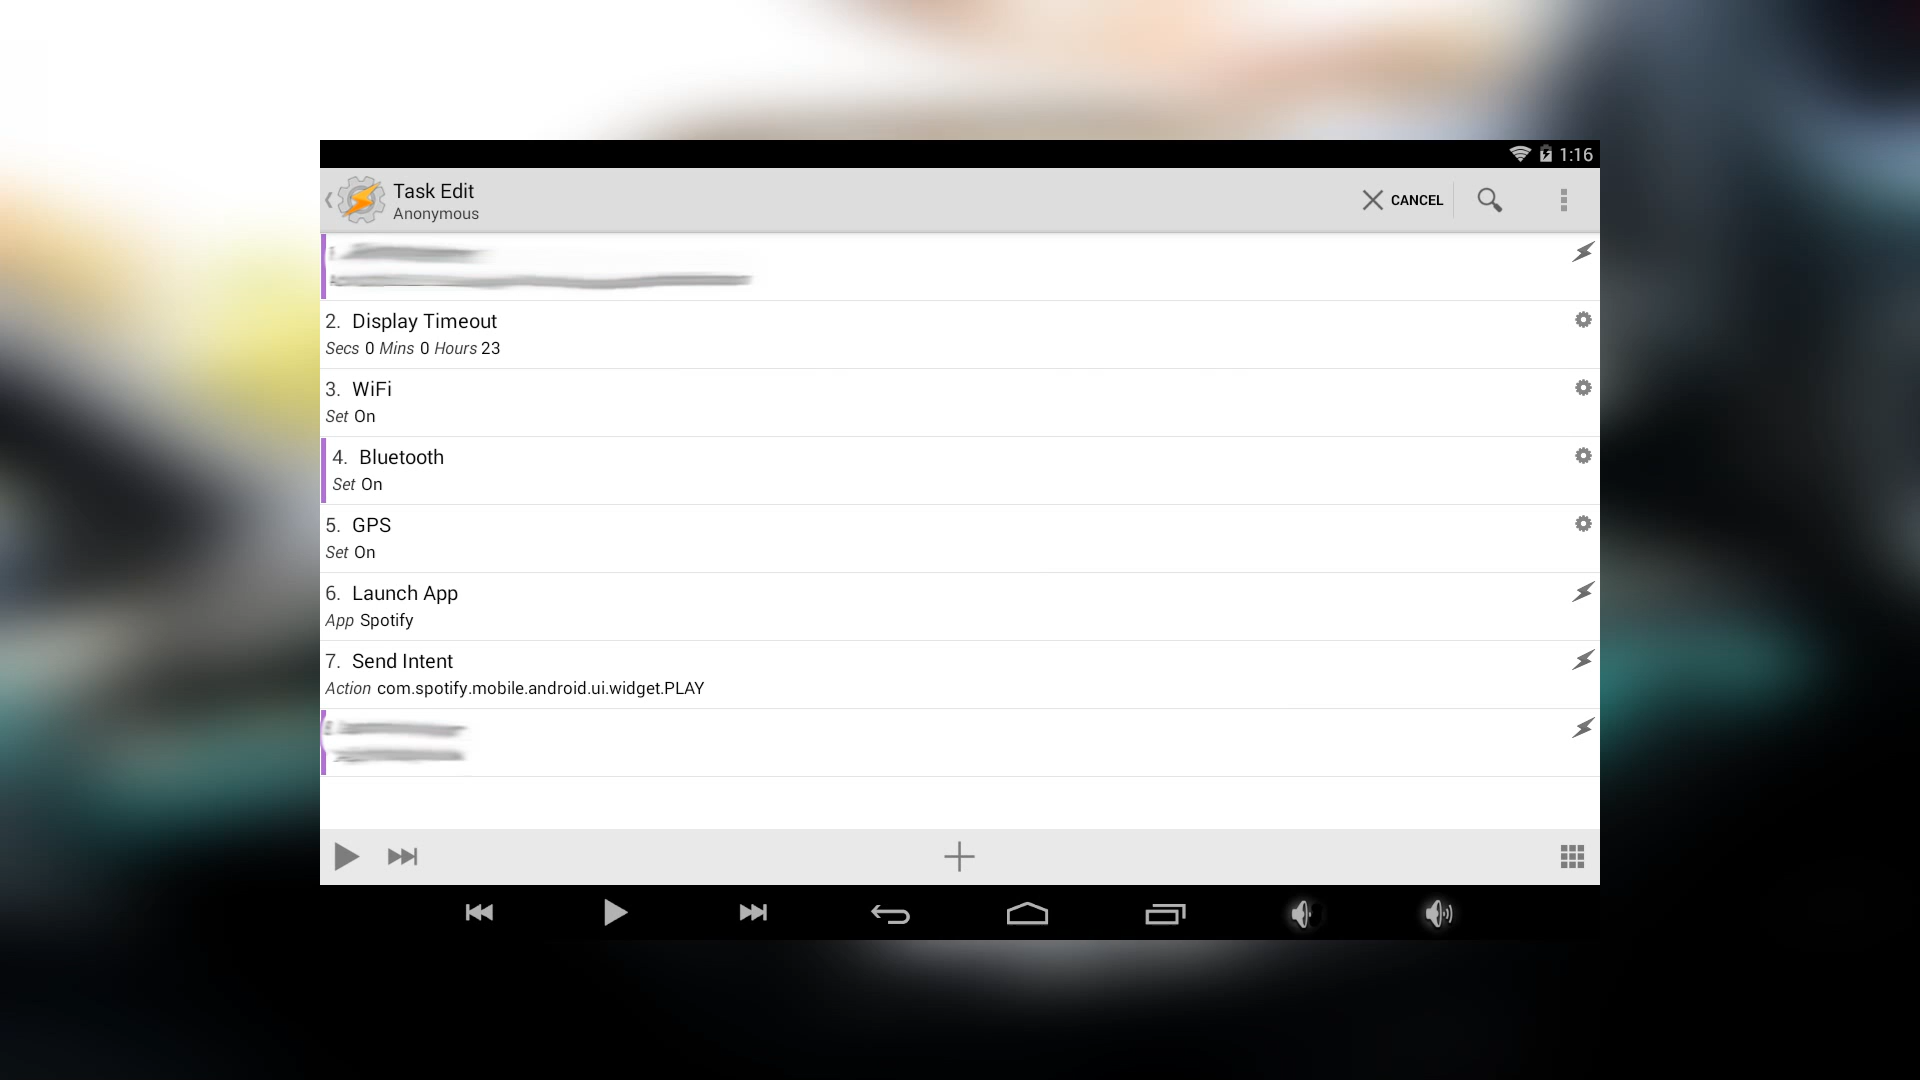 1:16
Task Edit
Anonymous
CANCEL
2. Display Timeout
Secs 0 Mins 0 Hours 23
3. WiFi
Set On
4. Bluetooth
Set On
5. GPS
Set On
6. Launch App
App Spotify
7. Send Intent
Action com.spotify.mobile.android.ui.widget.PLAY